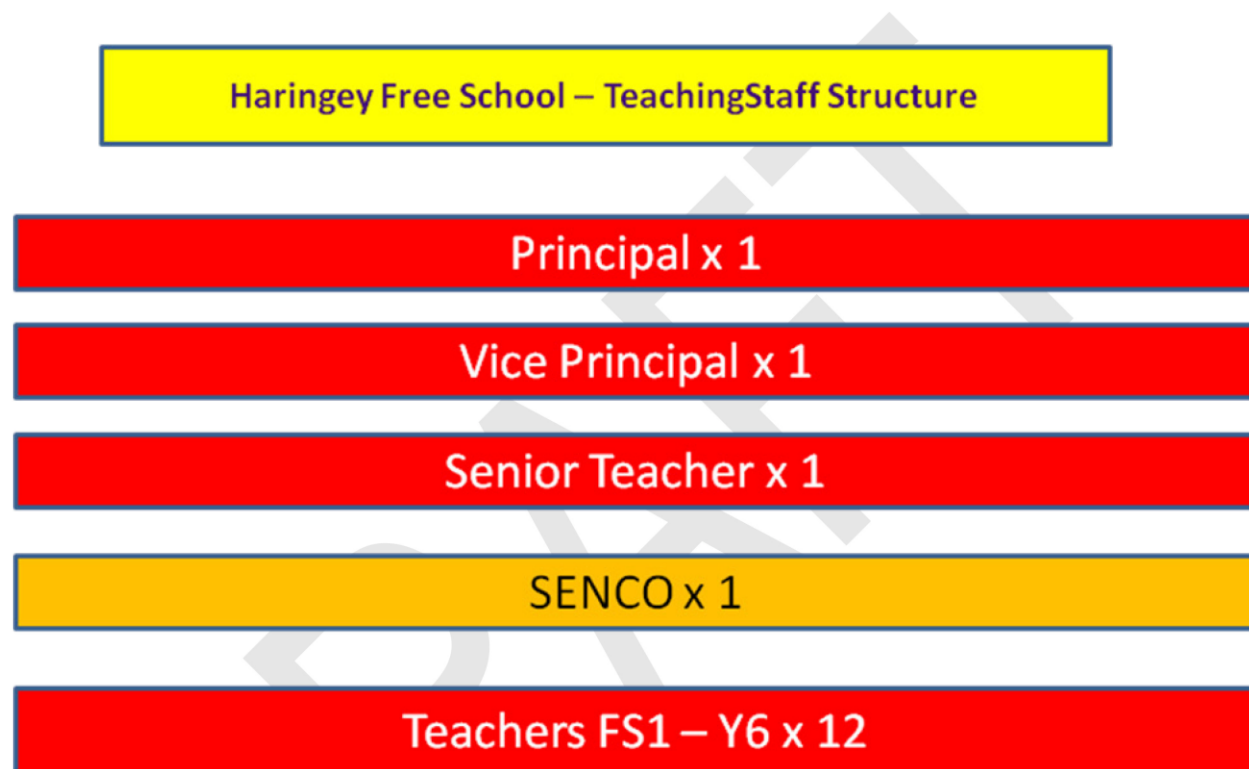 Haringey Free School – TeachingStaff Structure
Principal x 1
Vice Principal x 1
Senior Teacher x 1
SENCO x 1
Teachers FS1 – Y6 x 12
DRAFT